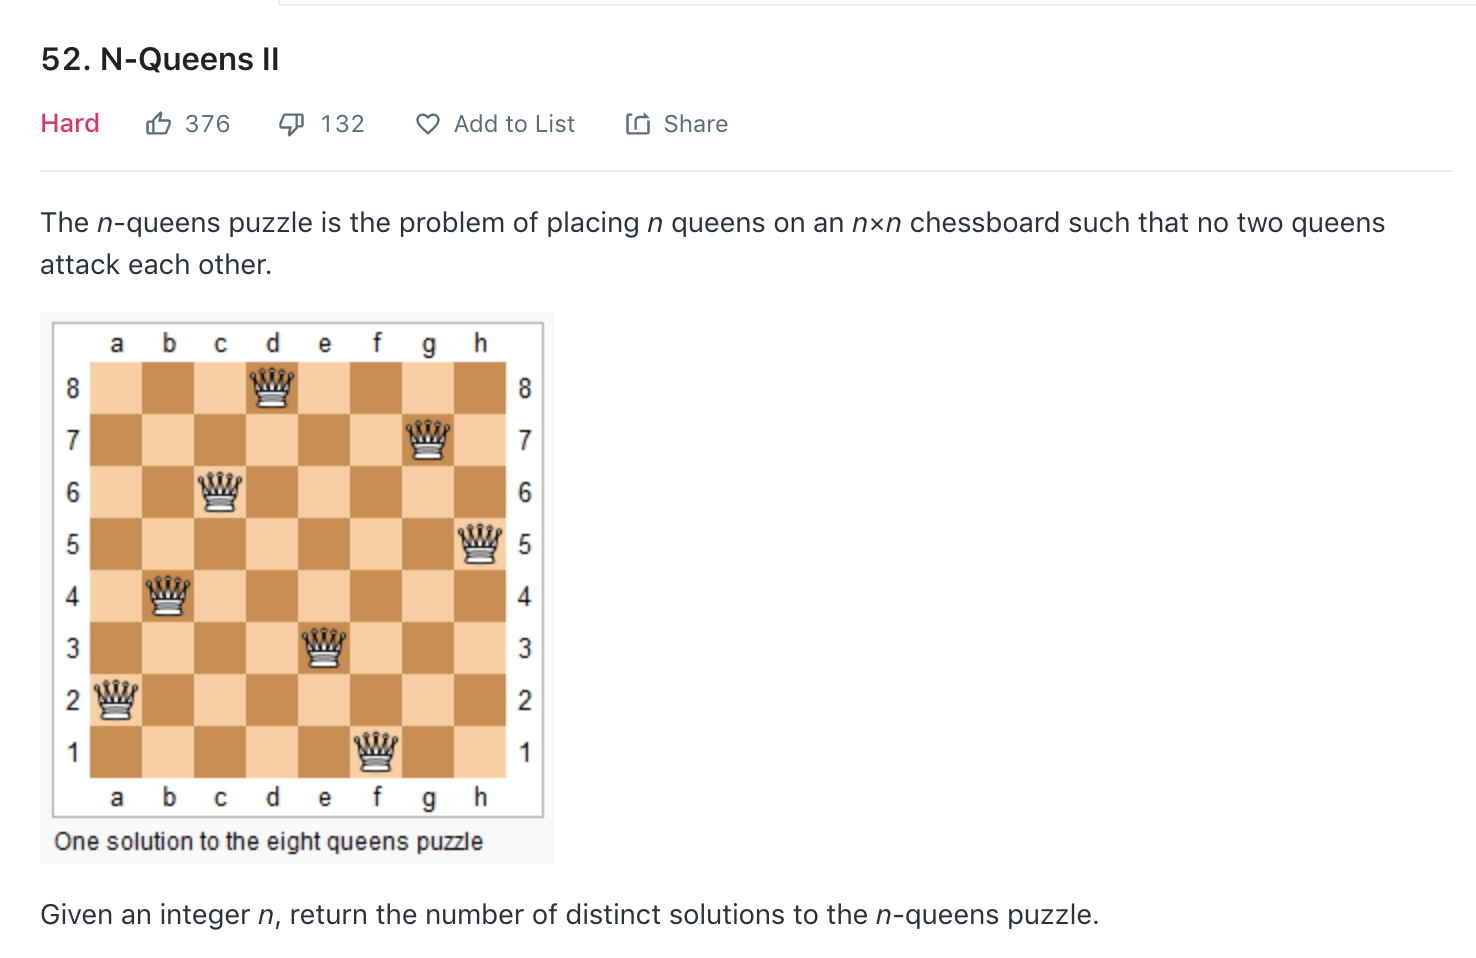 52. N-Queens II
Hard 376 132 Add to List Share
The n-queens puzzle is the problem of placing n queens on an n×n chessboard such that no two queens
attack each other.
a b c d e f g h
8 8
7 7
6 6
5 5
4 4
3 3
2 2
1 1
a b c d e f g h
One solution to the eight queens puzzle
Given an integer n, return the number of distinct solutions to the n-queens puzzle.